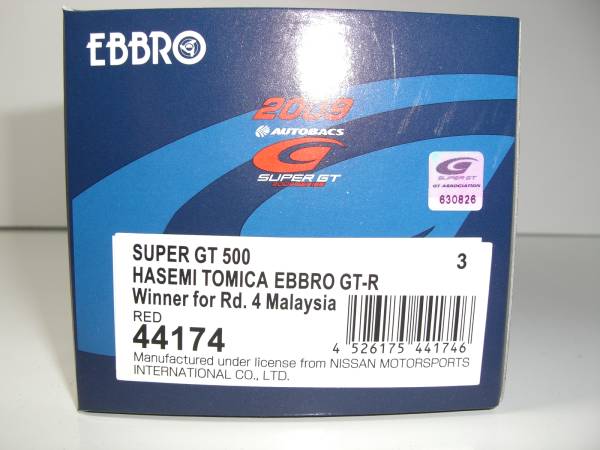 EBBRO
2009
AUTOBACS
SUPER GT
SUPER GT
GT-ASSOCIATION
630826
SUPER GT 500
3
HASEMI TOMICA EBBRO GT-R
Winner for Rd. 4 Malaysia
RED
44174
4 526175 441746
Manufactured under license from NISSAN MOTORSPORTS
INTERNATIONAL CO., LTD.